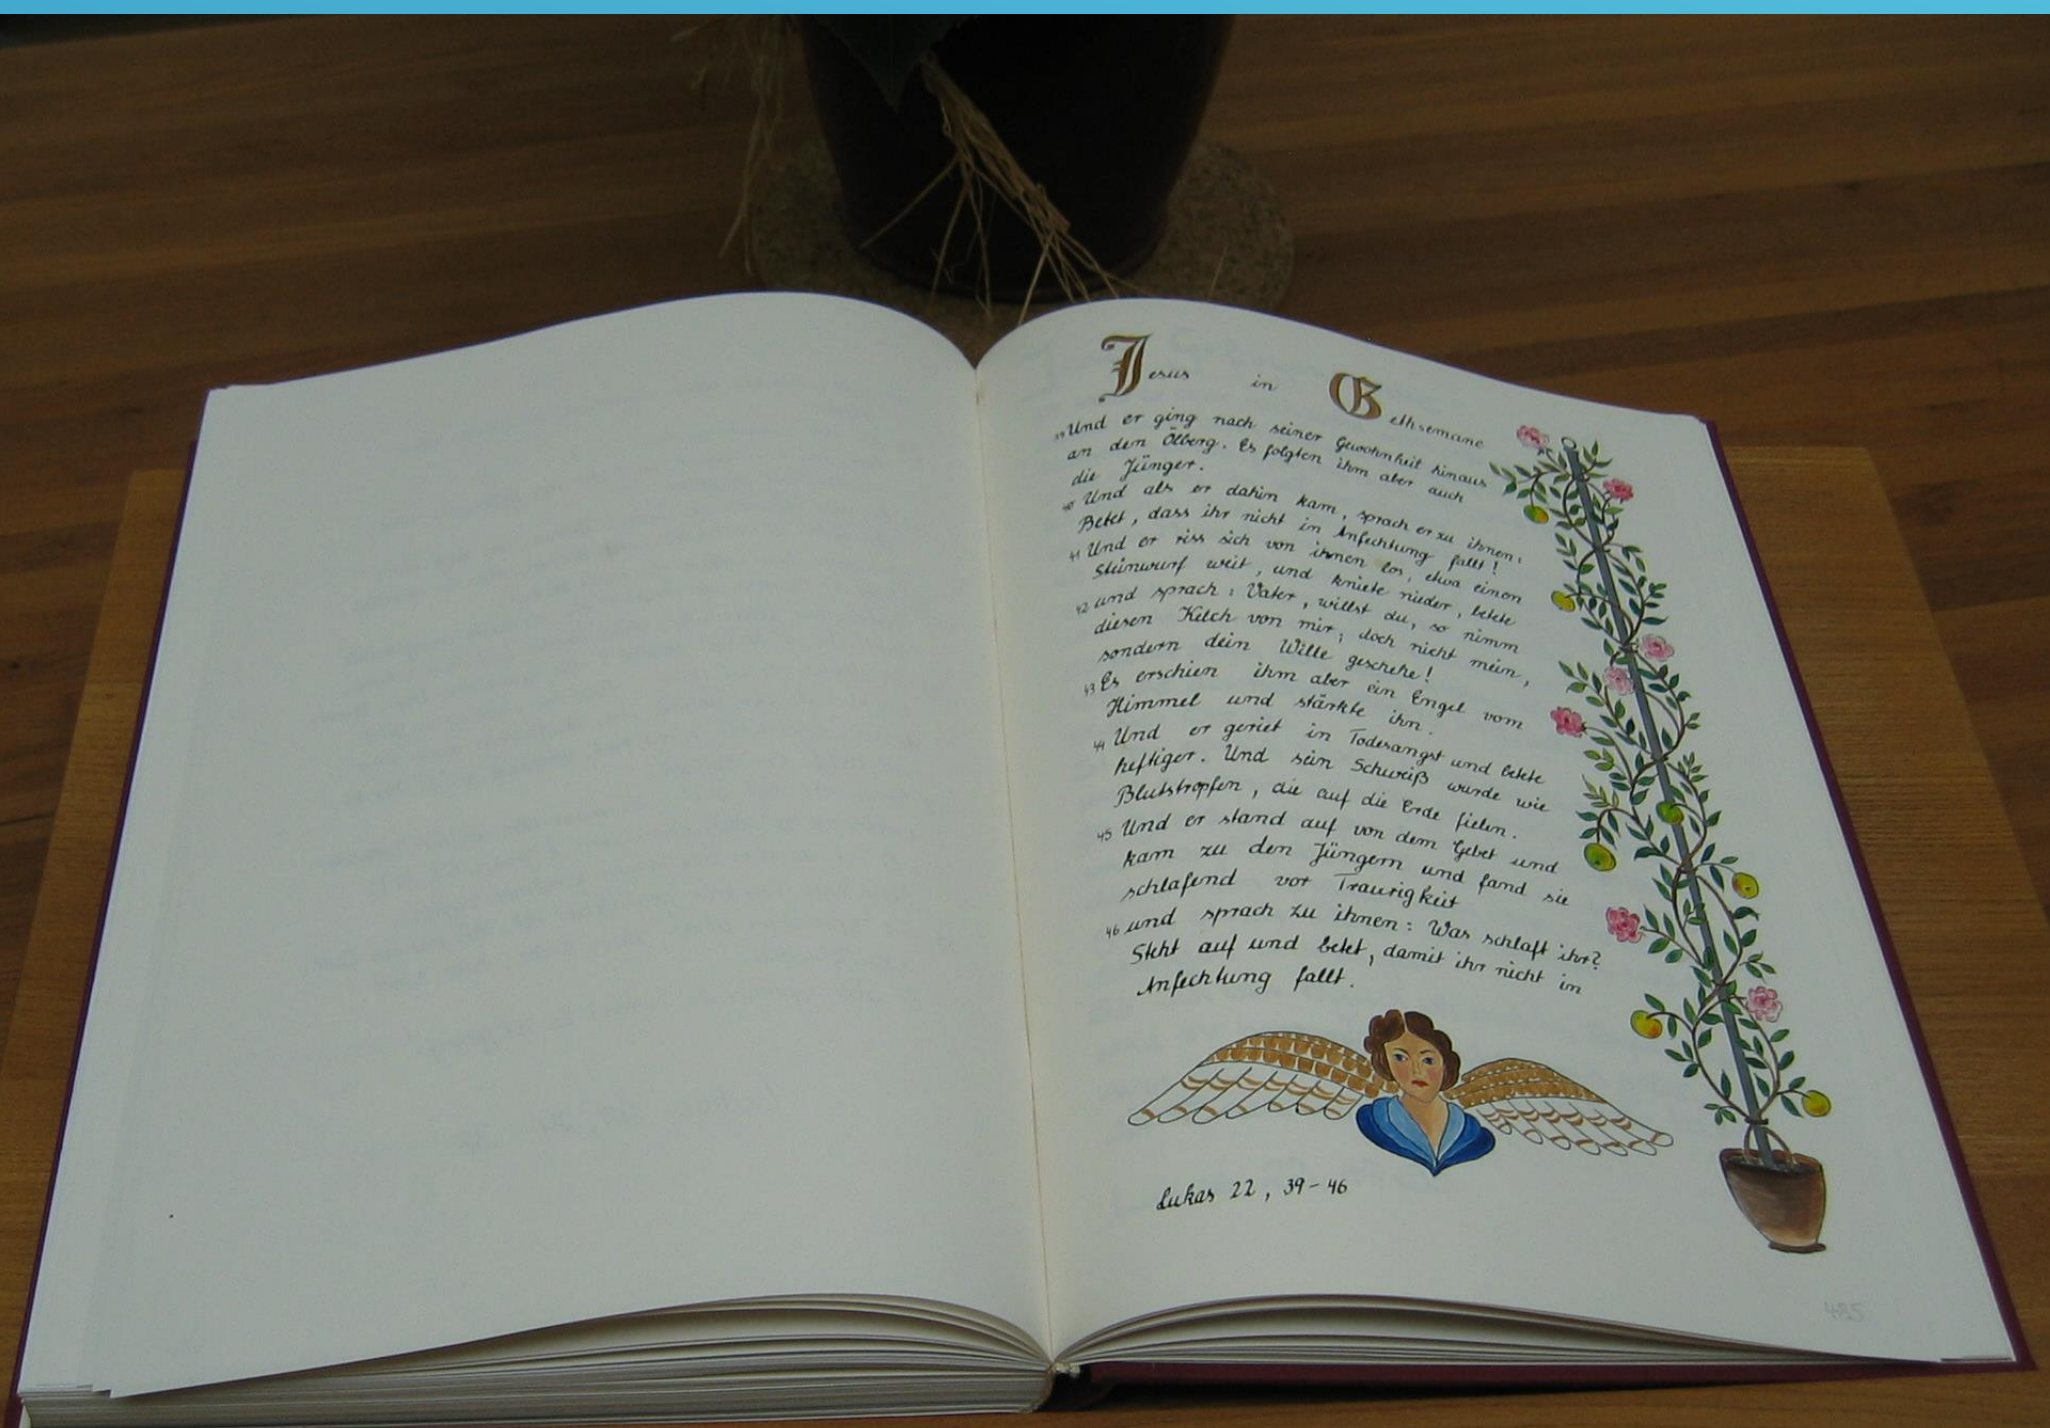 Jesus in Gethsemane
39 Und er ging nach seiner Gewohnheit hinaus
an den Ölberg. Es folgten ihm aber auch
die Jünger.
40 Und als er dahin kam, sprach er zu ihnen:
Betet, dass ihr nicht in Anfechtung fallt!
41 Und er riss sich von ihnen los, etwa einen
Steinwurf weit, und kniete nieder, betete
42 und sprach: Vater, willst du, so nimm
diesen Kelch von mir; doch nicht mein,
sondern dein Wille geschehe!
43 Es erschien ihm aber ein Engel vom
Himmel und stärkte ihn.
44 Und er geriet in Todesangst und betete
heftiger. Und sein Schweiß wurde wie
Blutstropfen, die auf die Erde fielen.
45 Und er stand auf von dem Gebet und
kam zu den Jüngern und fand sie
schlafend vor Traurigkeit
46 und sprach zu ihnen: Was schlaft ihr?
Steht auf und betet, damit ihr nicht in
Anfechtung fallt.
Lukas 22, 39-46
485